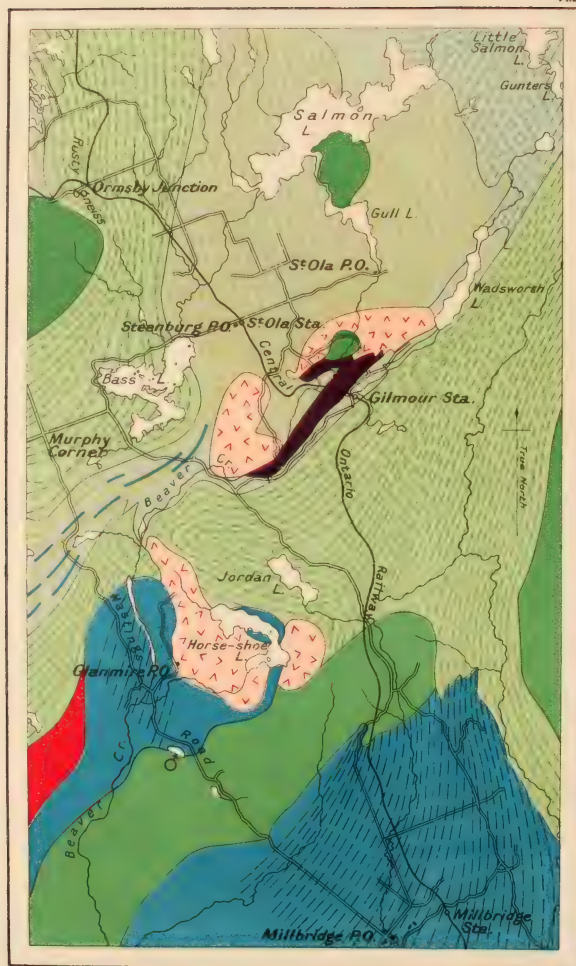 Little
Salmon
L.
Gunters
L.
Salmon
L.
Rusty
Gneiss
Ormsby Junction
Gull L.
St Ola P.O.
Wadsworth
L.
Steenburg P.O.
St Ola Sta.
Bass L.
Central
Gilmour Sta.
Murphy
Corner
Beaver Cr.
Ontario
True North
Jordan
L.
Railway
Hastings
Horse-shoe
L.
Glanmire P.O.
Road
Beaver Cr.
Millbridge
Sta.
Millbridge P.O.